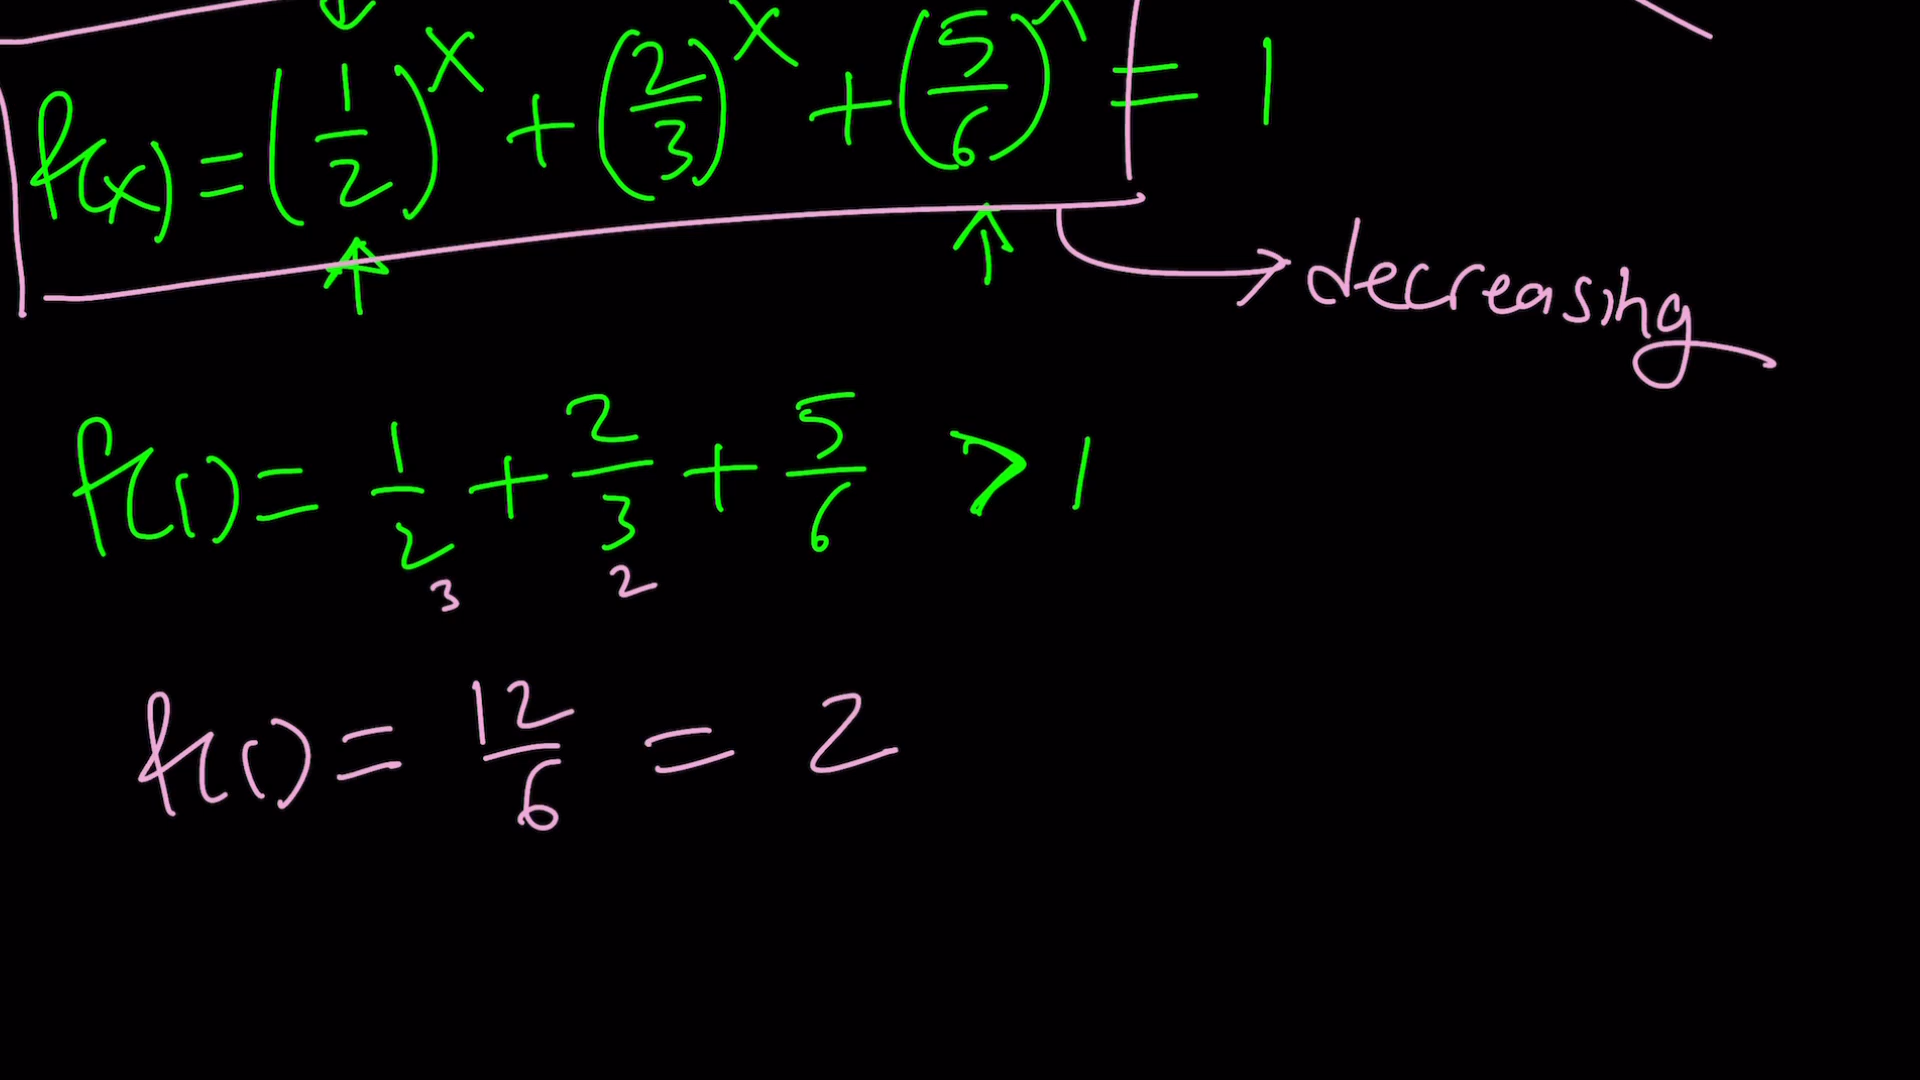 f(x) = (1/2)^x + (2/3)^x + (5/6)^x = 1
decreasing
f(1) = 1/2 + 2/3 + 5/6 > 1
3 2
f(1) = 12/6 = 2